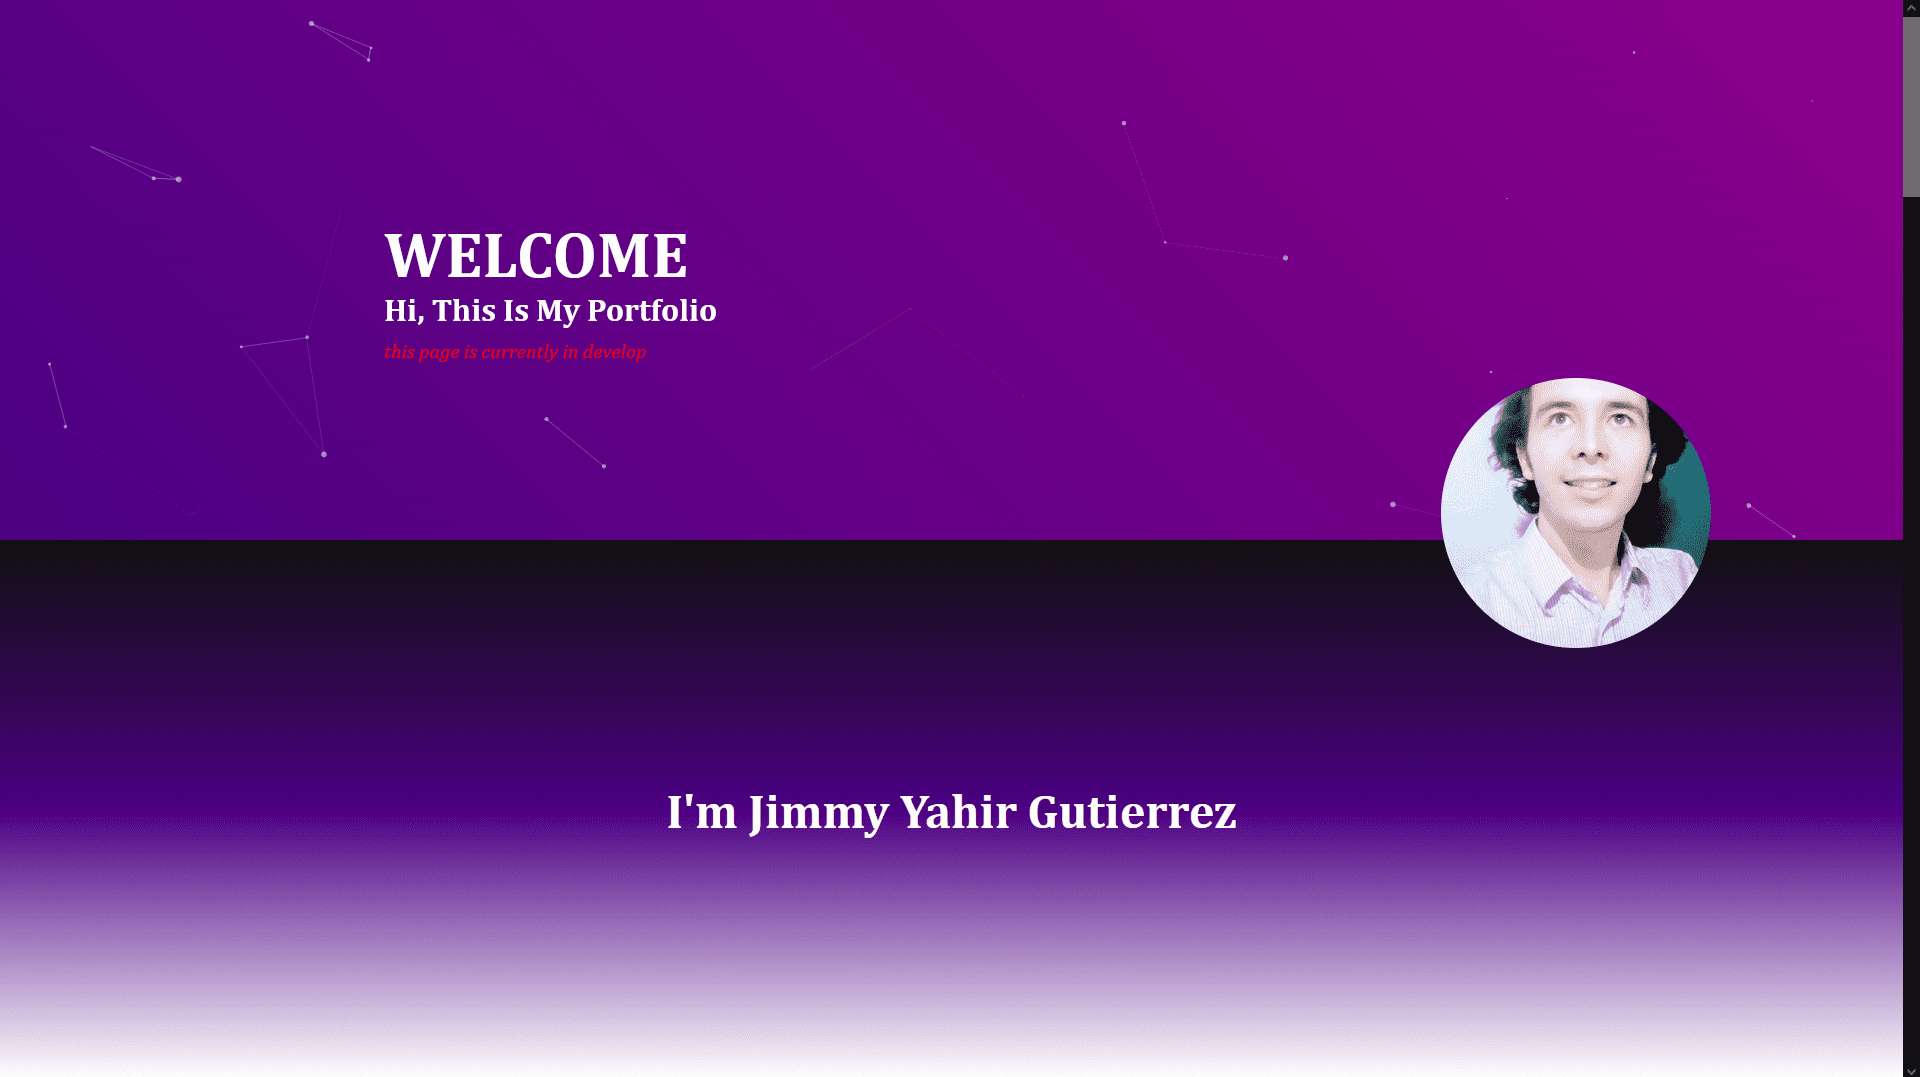 WELCOME
Hi, This Is My Portfolio
this page is currently in develop
I'm Jimmy Yahir Gutierrez